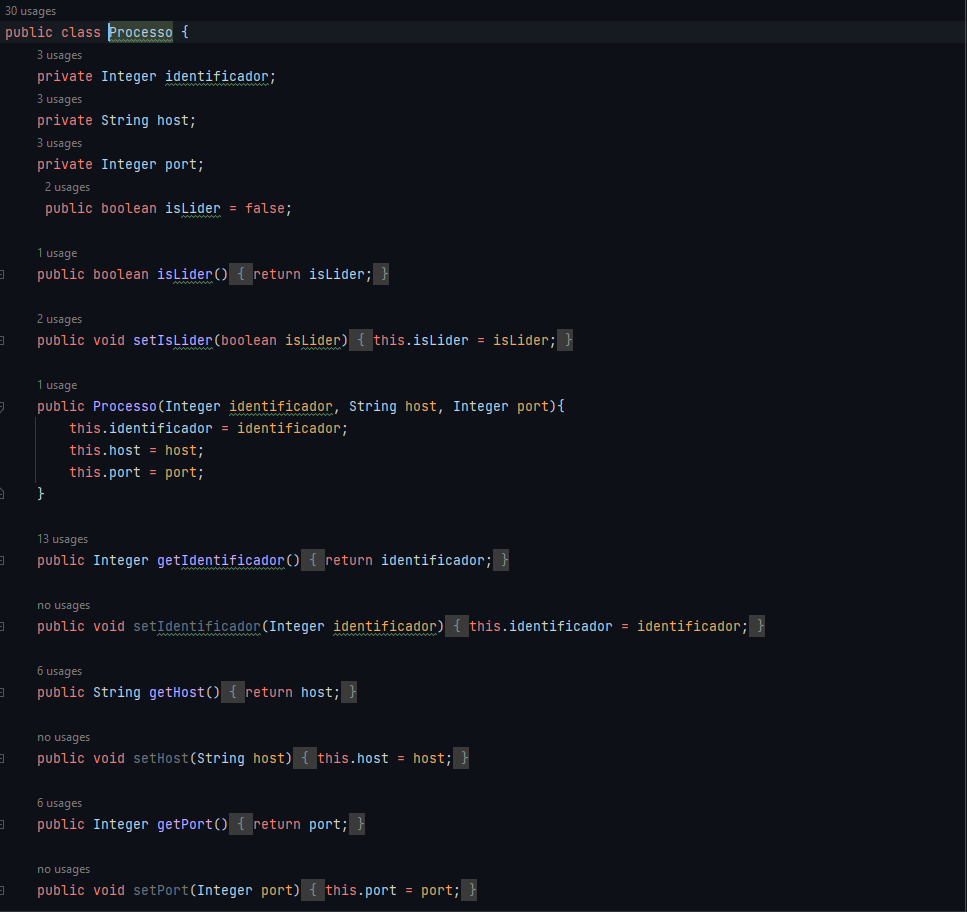 30 usages
public class Processo {
3 usages
private Integer identificador;
3 usages
private String host;
3 usages
private Integer port;
2 usages
public boolean isLider = false;
1 usage
public boolean isLider() { return isLider; }
2 usages
public void setIsLider(boolean isLider) { this.isLider = isLider; }
1 usage
public Processo(Integer identificador, String host, Integer port){
this.identificador = identificador;
this.host = host;
this.port = port;
}
13 usages
public Integer getIdentificador() { return identificador; }
no usages
public void setIdentificador(Integer identificador) { this.identificador = identificador; }
6 usages
public String getHost() { return host; }
no usages
public void setHost(String host) { this.host = host; }
6 usages
public Integer getPort() { return port; }
no usages
public void setPort(Integer port) { this.port = port; }